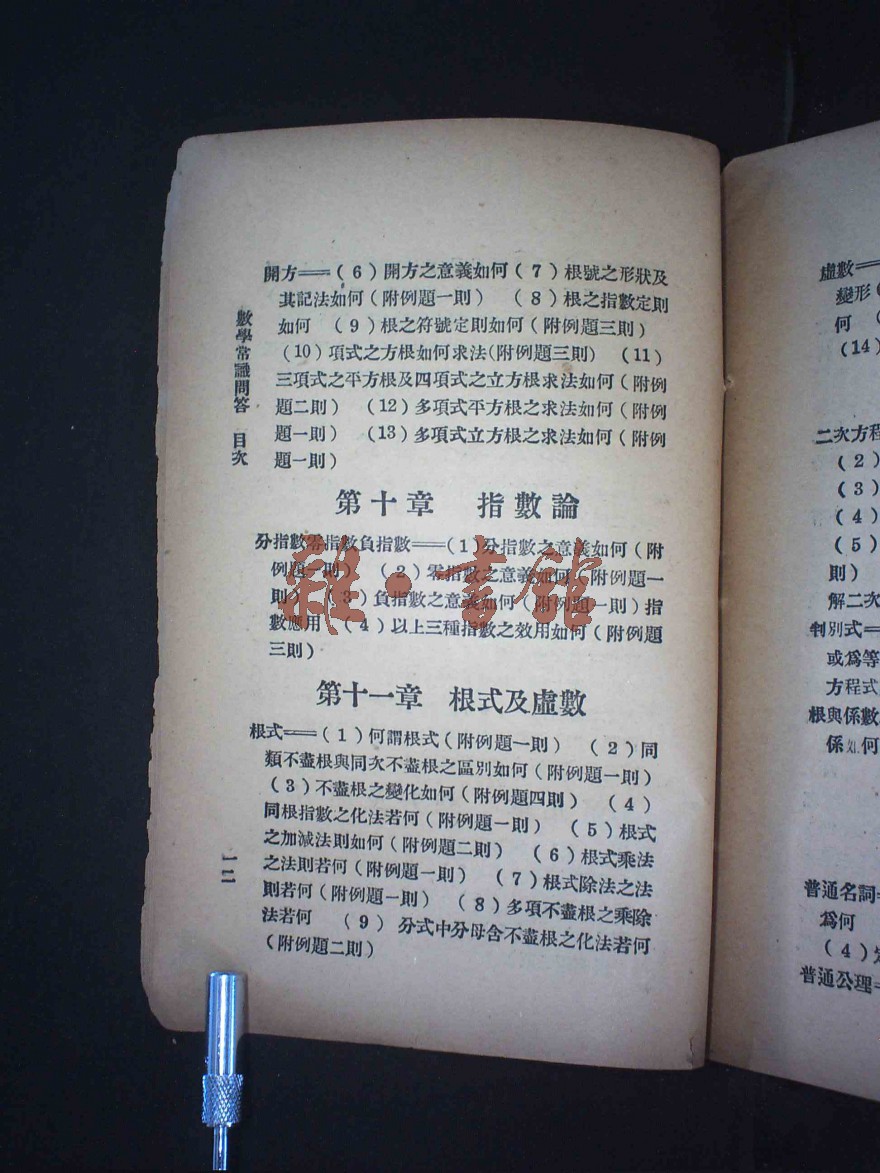 數學常識問答　目次
開方══(6)開方之意義如何(7)根號之形狀及
其記法如何(附例題一則)　(8)根之指數定則
如何　(9)根之符號定則如何(附例題三則)
(10)項式之方根如何求法(附例題三則)　(11)
三項式之平方根及四項式之立方根求法如何(附例
題二則)　(12)多項式平方根之求法如何(附例
題一則)　(13)多項式立方根之求法如何(附例
題一則)
第十章　指數論
分指數零指數負指數══(1)分指數之意義如何(附
例題一則)　(2)零指數之意義如何(附例題一
則)　(3)負指數之意義如何(附例題一則)指
數應用　(4)以上三種指數之效用如何(附例題
三則)
第十一章　根式及虛數
根式══(1)何謂根式(附例題一則)　(2)同
類不盡根與同次不盡根之區別如何(附例題一則)
(3)不盡根之變化如何(附例題四則)　(4)
同根指數之化法若何(附例題一則)　(5)根式
之加減法則如何(附例題二則)　(6)根式乘法
之法則若何(附例題一則)　(7)根式除法之法
則若何(附例題一則)　(8)多項不盡根之乘除
法若何　(9)分式中分母含不盡根之化法若何
(附例題二則)
一二
雜·書館
虛數══
變形(
何　(
(14)
二次方程
(2)
(3)
(4)
(5)
則)
解二次
判別式══
或爲等
方程式
根與係數
係如何
普通名詞
爲何
(4)
普通公理